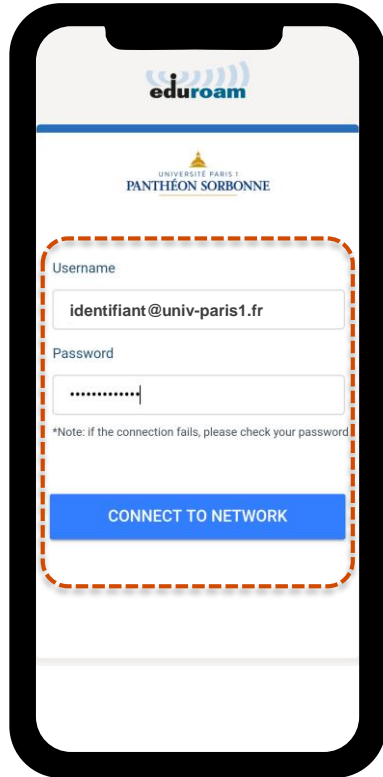 eduroam
UNIVERSITÉ PARIS 1
PANTHÉON SORBONNE
Username
identifiant@univ-paris1.fr
Password
•••••••••••••
*Note: if the connection fails, please check your password
CONNECT TO NETWORK